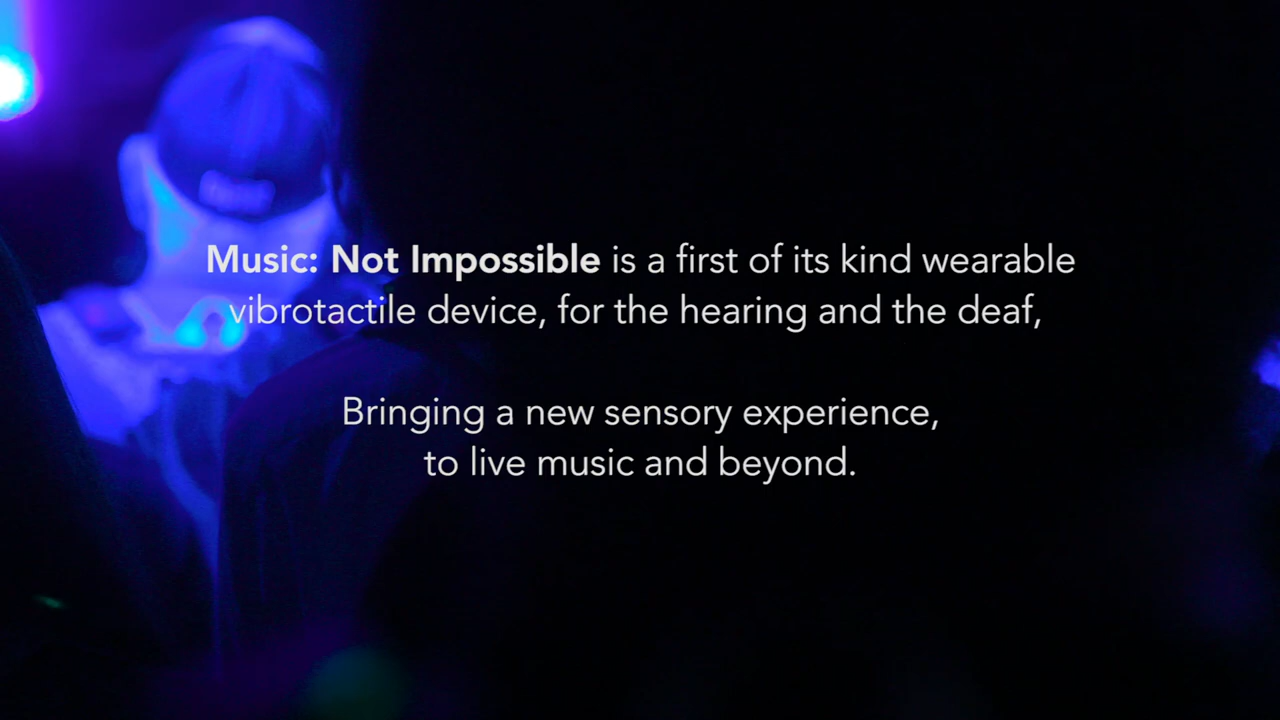 Music: Not Impossible is a first of its kind wearable
vibrotactile device, for the hearing and the deaf,
Bringing a new sensory experience,
to live music and beyond.